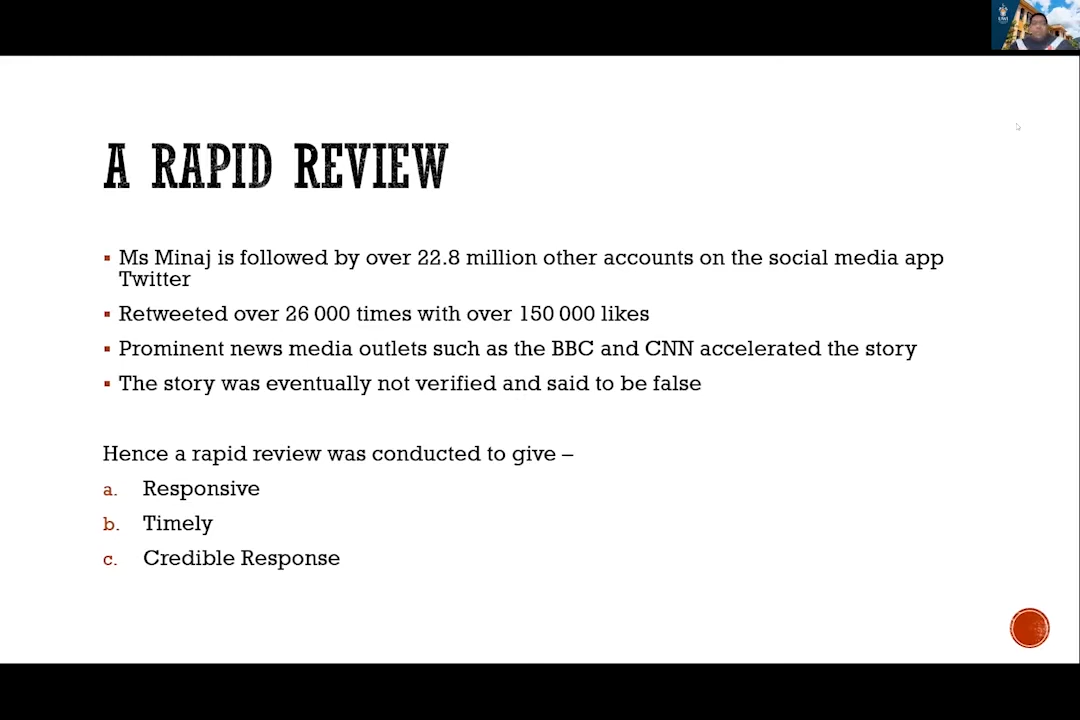 A RAPID REVIEW
▪ Ms Minaj is followed by over 22.8 million other accounts on the social media app
Twitter
▪ Retweeted over 26 000 times with over 150 000 likes
▪ Prominent news media outlets such as the BBC and CNN accelerated the story
▪ The story was eventually not verified and said to be false
Hence a rapid review was conducted to give –
a. Responsive
b. Timely
c. Credible Response